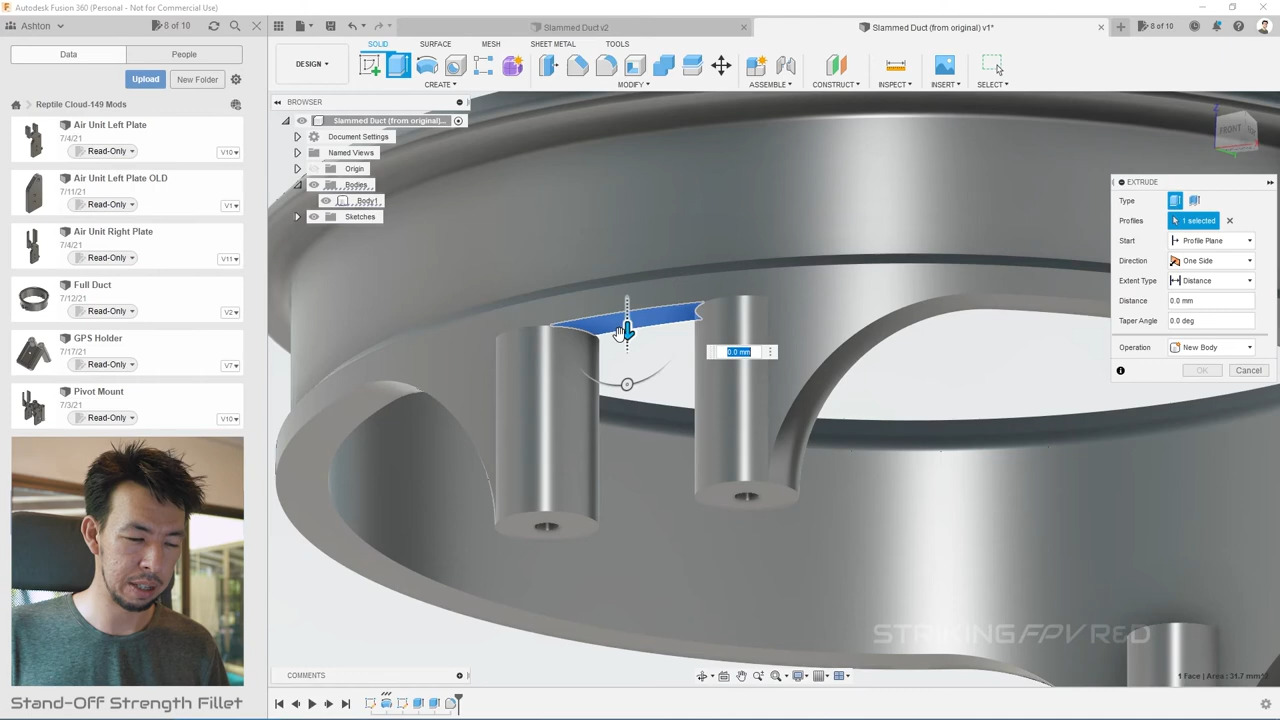 Autodesk Fusion 360 (Personal - Not for Commercial Use)
Ashton
8 of 10
Slammed Duct v2
Slammed Duct (from original) v1*
8 of 10
Data
People
DESIGN
SOLID
SURFACE
MESH
SHEET METAL
TOOLS
CREATE
MODIFY
ASSEMBLE
CONSTRUCT
INSPECT
INSERT
SELECT
Upload
New Folder
Reptile Cloud-149 Mods
Air Unit Left Plate
7/4/21
Read-Only
V10
Air Unit Left Plate OLD
7/11/21
Read-Only
V1
Air Unit Right Plate
7/4/21
Read-Only
V11
Full Duct
7/12/21
Read-Only
V2
GPS Holder
7/17/21
Read-Only
V7
Pivot Mount
7/3/21
Read-Only
V10
BROWSER
Slammed Duct (from original)...
Document Settings
Named Views
Origin
Bodies
Body1
Sketches
FRONT
EXTRUDE
Type
Profiles
1 selected
Start
Profile Plane
Direction
One Side
Extent Type
Distance
Distance
0.0 mm
Taper Angle
0.0 deg
Operation
New Body
OK
Cancel
0.0 mm
STRIKINGFPV RED
COMMENTS
Stand-Off Strength Fillet